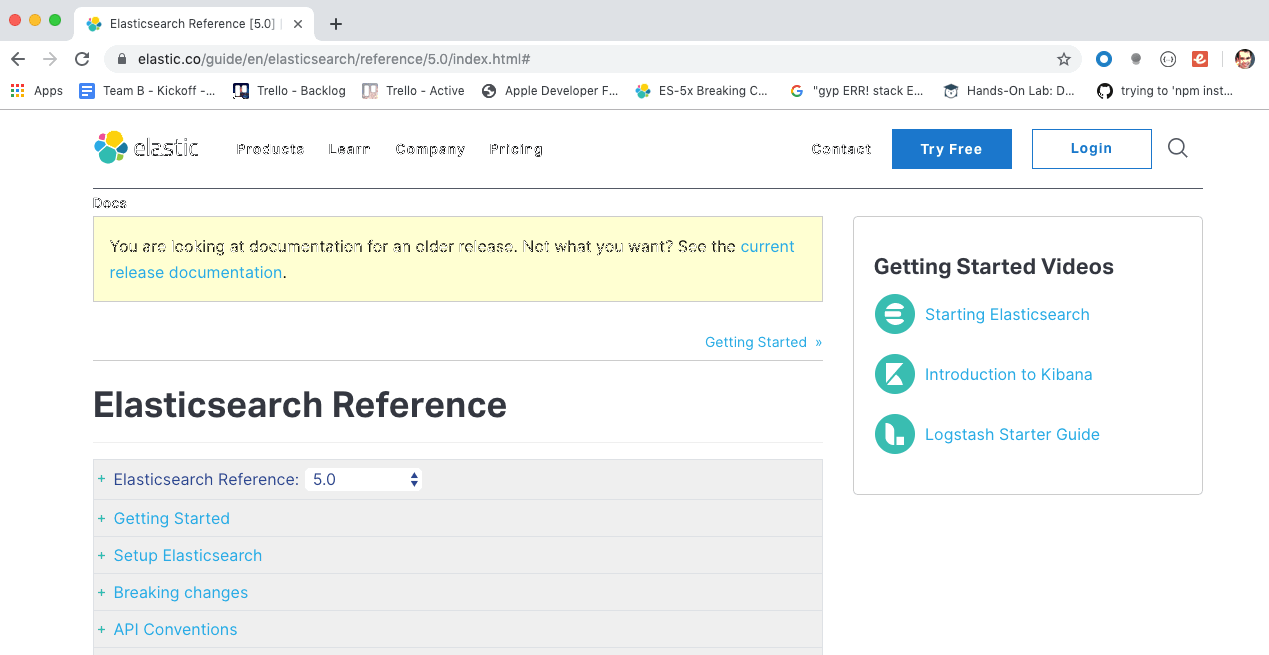 Elasticsearch Reference [5.0] |
elastic.co/guide/en/elasticsearch/reference/5.0/index.html#
Apps Team B - Kickoff -... Trello - Backlog Trello - Active Apple Developer F... ES-5x Breaking C... "gyp ERR! stack E... Hands-On Lab: D... trying to 'npm inst...
elastic Products Learn Company Pricing Contact Try Free Login
Docs
You are looking at documentation for an older release. Not what you want? See the current
release documentation.
Getting Started »
Elasticsearch Reference
+ Elasticsearch Reference: 5.0
+ Getting Started
+ Setup Elasticsearch
+ Breaking changes
+ API Conventions
Getting Started Videos
Starting Elasticsearch
Introduction to Kibana
Logstash Starter Guide